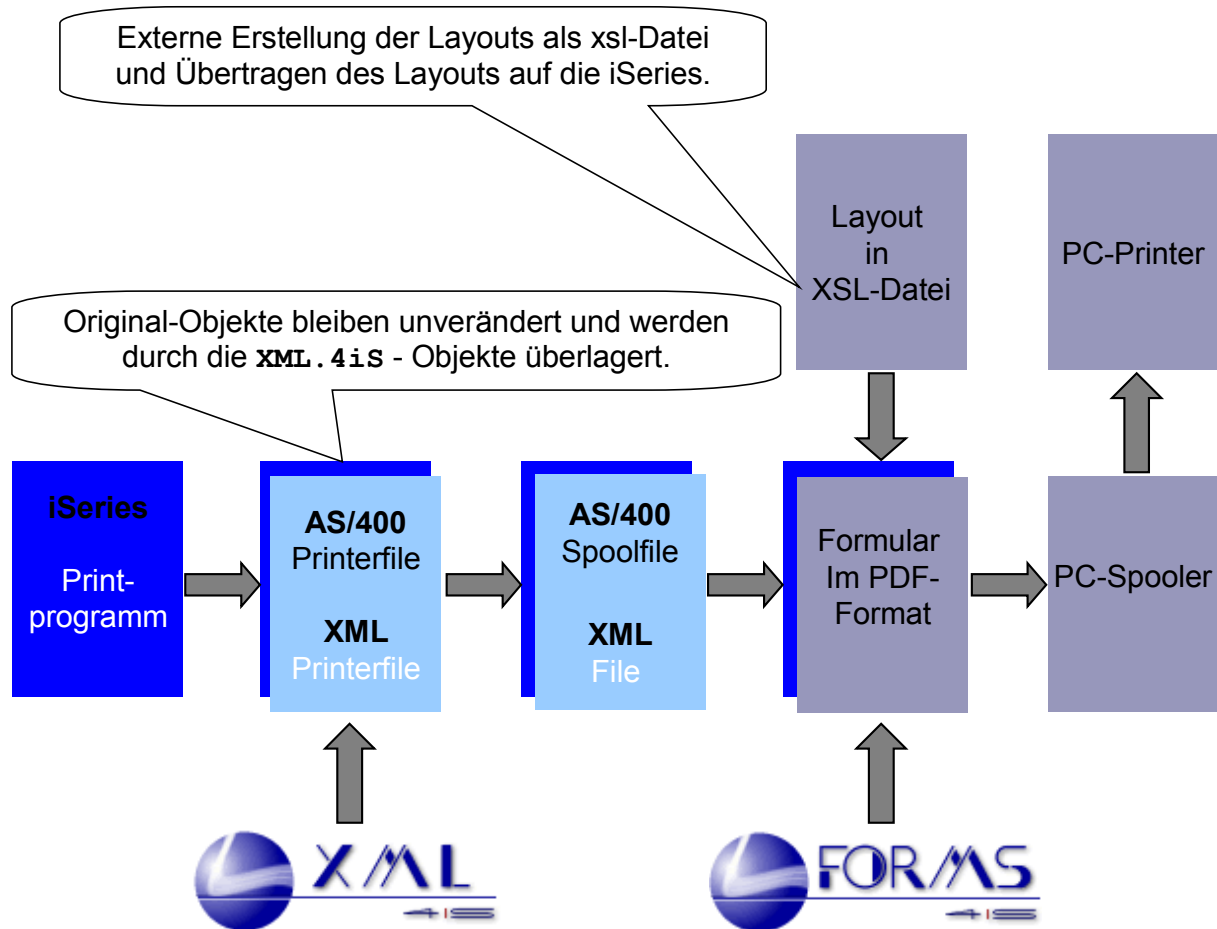 Externe Erstellung der Layouts als xsl-Datei
und Übertragen des Layouts auf die iSeries.
Layout
in
XSL-Datei
PC-Printer
Original-Objekte bleiben unverändert und werden
durch die XML.4iS - Objekte überlagert.
iSeries
Print-
programm
AS/400
Printerfile
XML
Printerfile
AS/400
Spoolfile
XML
File
Formular
Im PDF-
Format
PC-Spooler
XML
4iS
FORMS
4iS